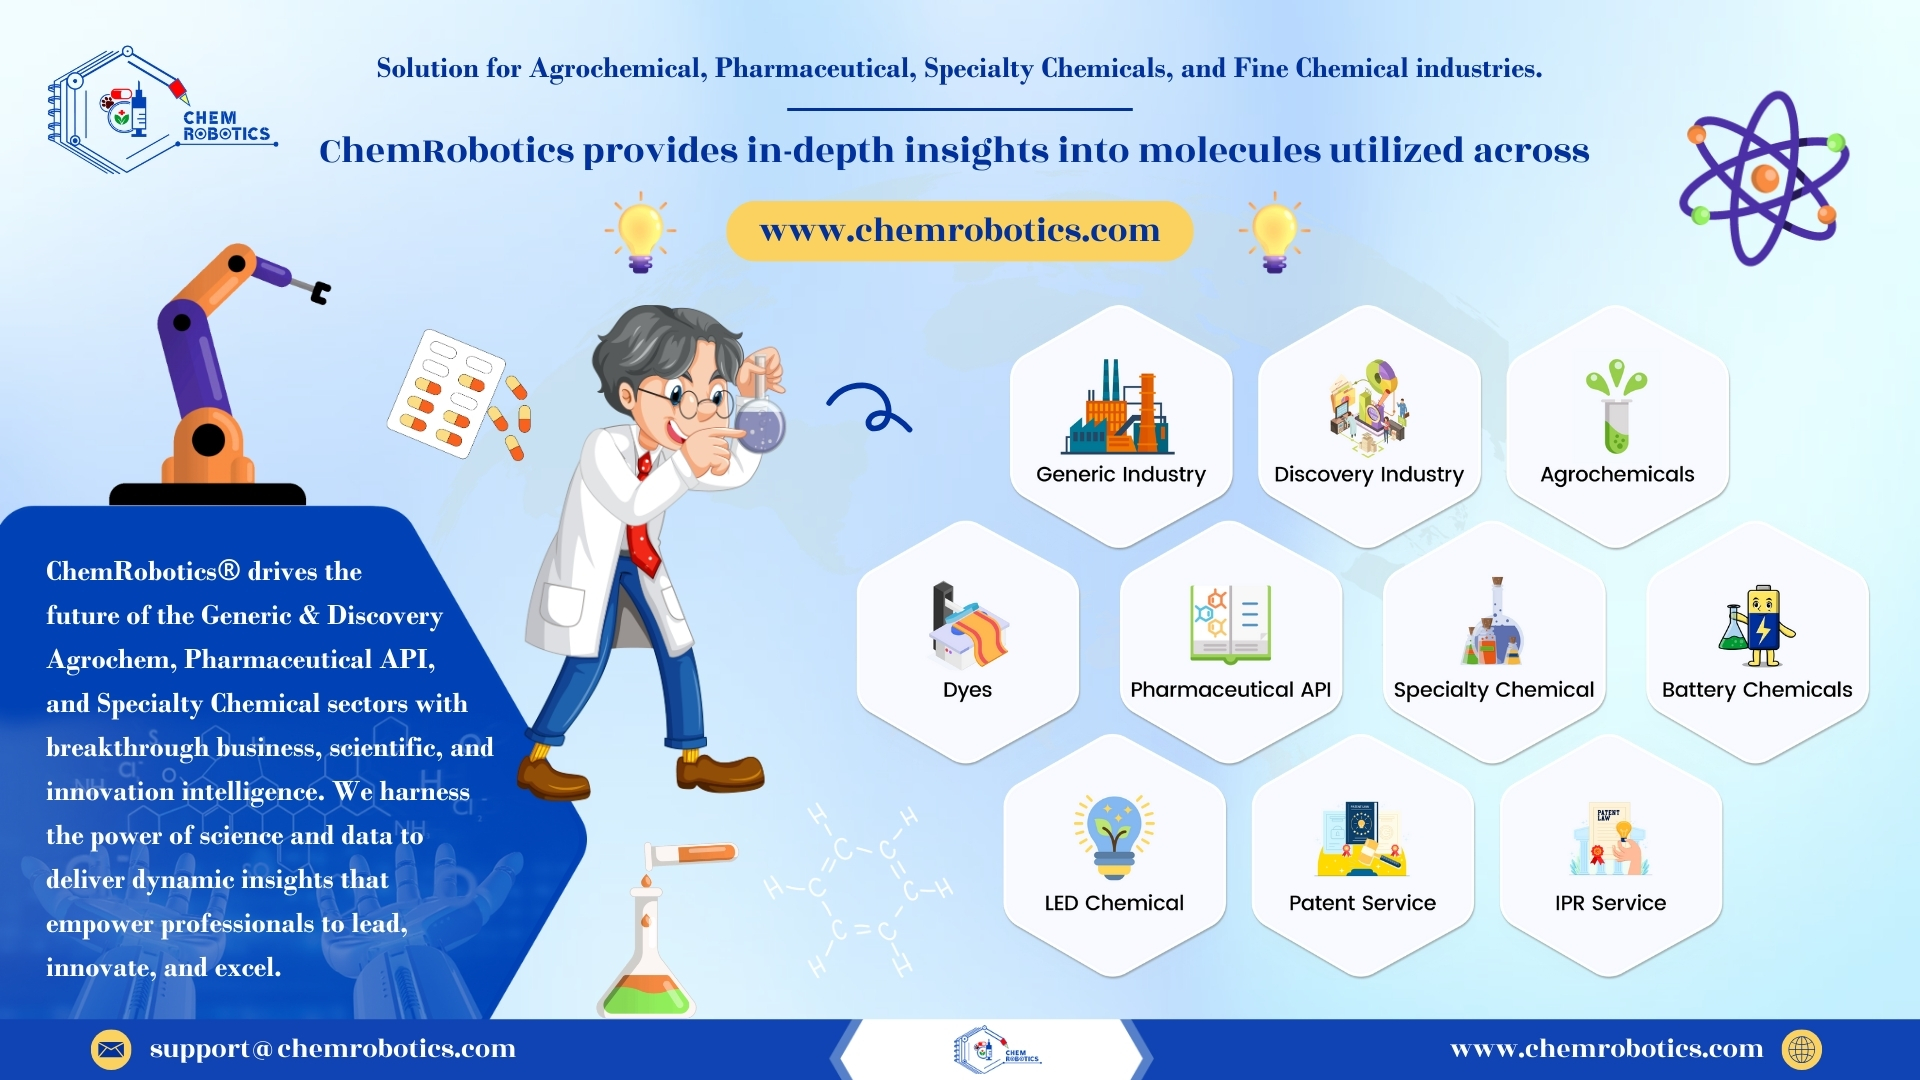 CHEM
ROBOTICS
Solution for Agrochemical, Pharmaceutical, Specialty Chemicals, and Fine Chemical industries.
ChemRobotics provides in-depth insights into molecules utilized across
www.chemrobotics.com
Generic Industry
Discovery Industry
Agrochemicals
Dyes
Pharmaceutical API
Specialty Chemical
Battery Chemicals
PATENT LAW
PATENT
LAW
LED Chemical
Patent Service
IPR Service
ChemRobotics® drives the
future of the Generic & Discovery
Agrochem, Pharmaceutical API,
and Specialty Chemical sectors with
breakthrough business, scientific, and
innovation intelligence. We harness
the power of science and data to
deliver dynamic insights that
empower professionals to lead,
innovate, and excel.
H H
C C
H C C H
C C
H H
support@chemrobotics.com
CHEM
ROBOTICS
www.chemrobotics.com